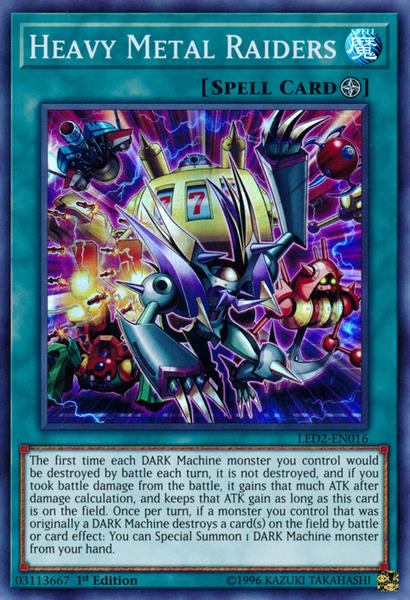 HEAVY METAL RAIDERS
SPELL
魔
[SPELL CARD]
7 7
LED2-EN016
The first time each DARK Machine monster you control would
be destroyed by battle each turn, it is not destroyed, and if you
took battle damage from the battle, it gains that much ATK after
damage calculation, and keeps that ATK gain as long as this card
is on the field. Once per turn, if a monster you control that was
originally a DARK Machine destroys a card(s) on the field by battle
or card effect: You can Special Summon 1 DARK Machine monster
from your hand.
03113667 1st Edition ©1996 KAZUKI TAKAHASHI